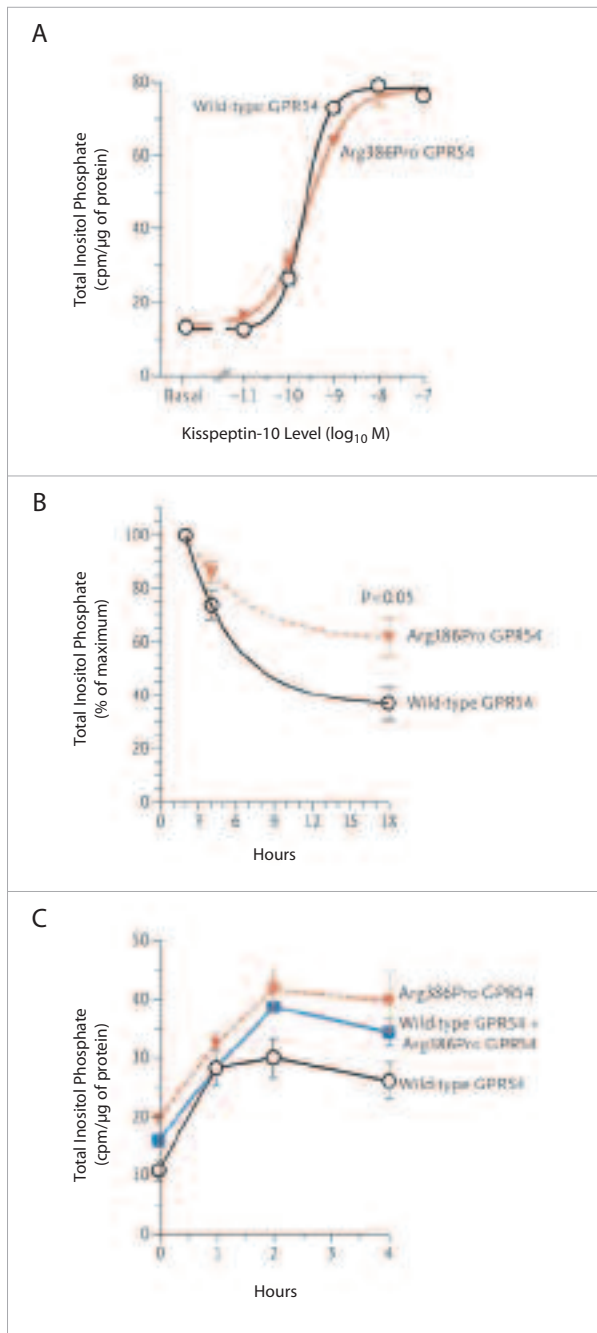 A
Total Inositol Phosphate
(cpm/μg of protein)
80
60
40
20
0
Wild-type GPR54
Arg386Pro GPR54
Basal
-11
-10
-9
-8
-7
Kisspeptin-10 Level (log10 M)
B
Total Inositol Phosphate
(% of maximum)
100
80
60
40
20
0
P<0.05
Arg386Pro GPR54
Wild-type GPR54
0
3
6
9
12
15
18
Hours
C
Total Inositol Phosphate
(cpm/μg of protein)
50
40
30
20
10
0
Arg386Pro GPR54
Wild-type GPR54 +
Arg386Pro GPR54
Wild-type GPR54
0
1
2
3
4
Hours